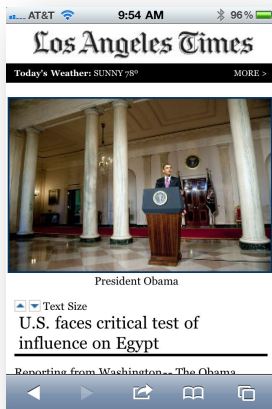 AT&T 9:54 AM 96%
Los Angeles Times
Today's Weather: SUNNY 78º MORE >
President Obama
Text Size
U.S. faces critical test of
influence on Egypt
Reporting from Washington-- The Obama